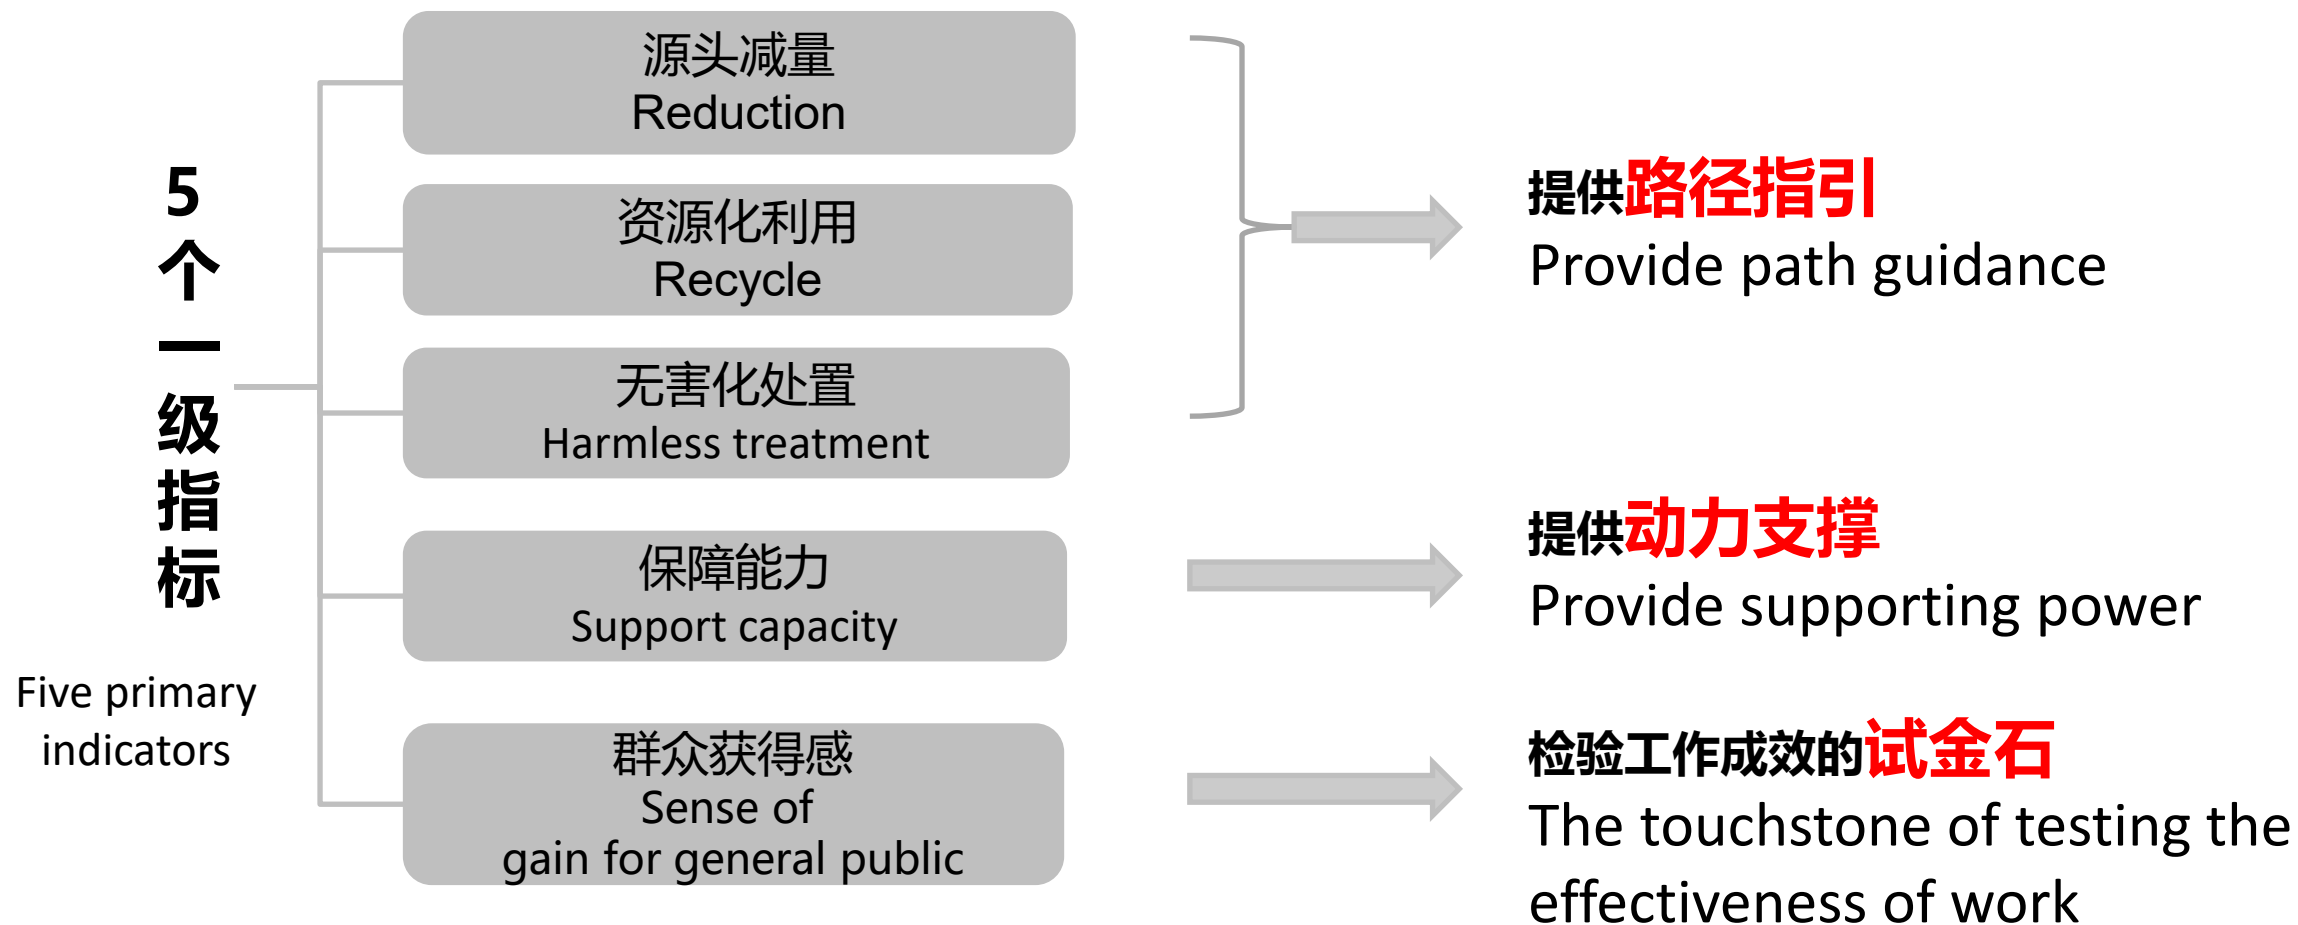 5个一级指标
Five primary
indicators
源头减量
Reduction
资源化利用
Recycle
无害化处置
Harmless treatment
保障能力
Support capacity
群众获得感
Sense of
gain for general public
提供路径指引
Provide path guidance
提供动力支撑
Provide supporting power
检验工作成效的试金石
The touchstone of testing the
effectiveness of work